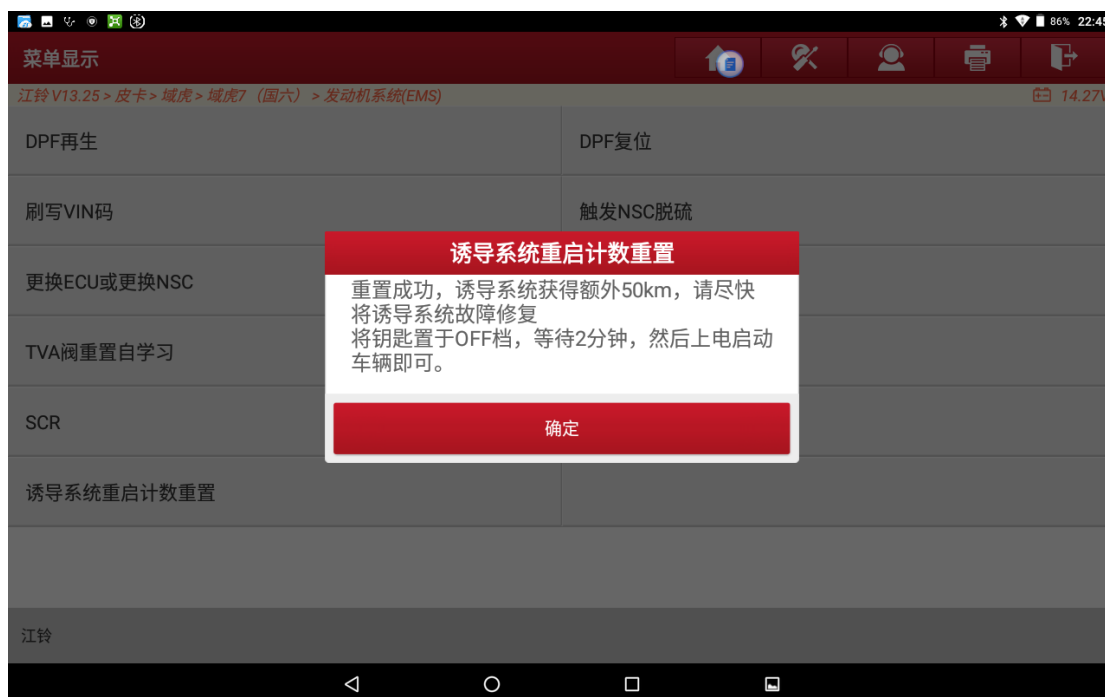 86% 22:45
菜单显示
江铃 V13.25 > 皮卡 > 域虎 > 域虎7（国六） > 发动机系统(EMS)
14.27V
DPF再生
DPF复位
刷写VIN码
触发NSC脱硫
诱导系统重启计数重置
更换ECU或更换NSC
重置成功，诱导系统获得额外50km，请尽快
将诱导系统故障修复
将钥匙置于OFF档，等待2分钟，然后上电启动
车辆即可。
TVA阀重置自学习
SCR
确定
诱导系统重启计数重置
江铃